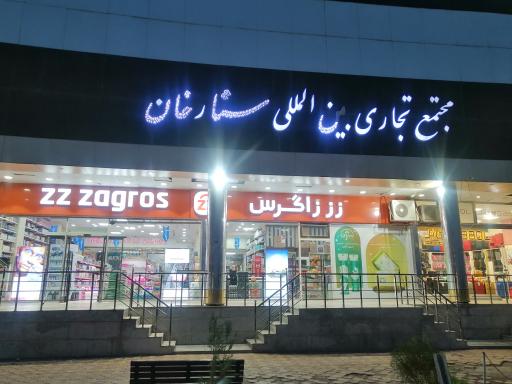 مجتمع تجاری بین المللی ستارخان
zz zagros
زز زاگرس